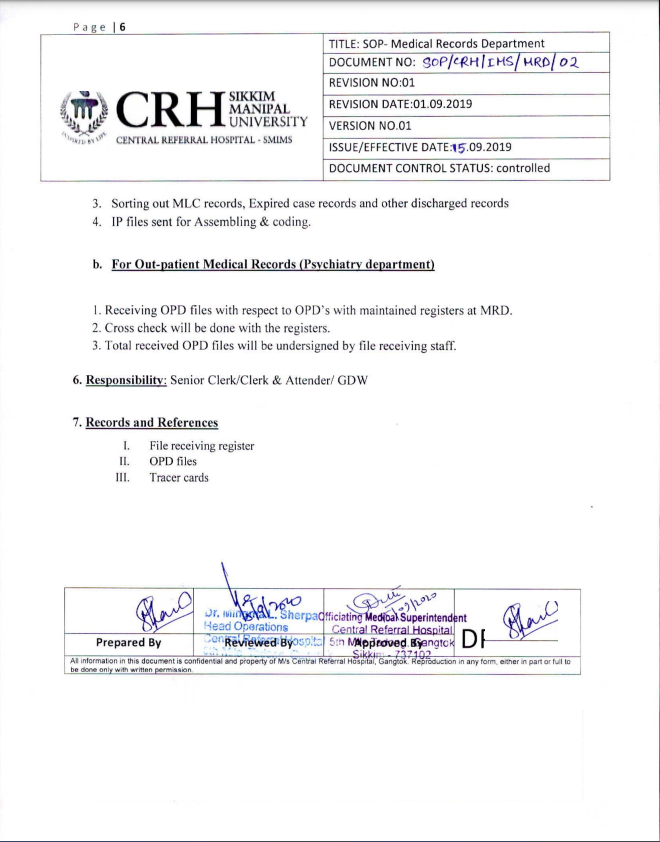 Page | 6
CRH SIKKIM
MANIPAL
UNIVERSITY
INSPIRED BY LIFE
CENTRAL REFERRAL HOSPITAL - SMIMS
TITLE: SOP- Medical Records Department
DOCUMENT NO: SOP/CRH/IHS/MRD/02
REVISION NO:01
REVISION DATE:01.09.2019
VERSION NO.01
ISSUE/EFFECTIVE DATE:15.09.2019
DOCUMENT CONTROL STATUS: controlled
3. Sorting out MLC records, Expired case records and other discharged records
4. IP files sent for Assembling & coding.
b. For Out-patient Medical Records (Psychiatry department)
1. Receiving OPD files with respect to OPD's with maintained registers at MRD.
2. Cross check will be done with the registers.
3. Total received OPD files will be undersigned by file receiving staff.
6. Responsibility: Senior Clerk/Clerk & Attender/ GDW
7. Records and References
I. File receiving register
II. OPD files
III. Tracer cards
Dr. Sherpa
Head Operations
Central Referral Hospital
Officiating Medical Superintendent
Central Referral Hospital
5th Mile, Tadong, Gangtok
Sikkim - 737102
Prepared By
Reviewed By
Approved By
All information in this document is confidential and property of M/s Central Referral Hospital, Gangtok. Reproduction in any form, either in part or full to
be done only with written permission.